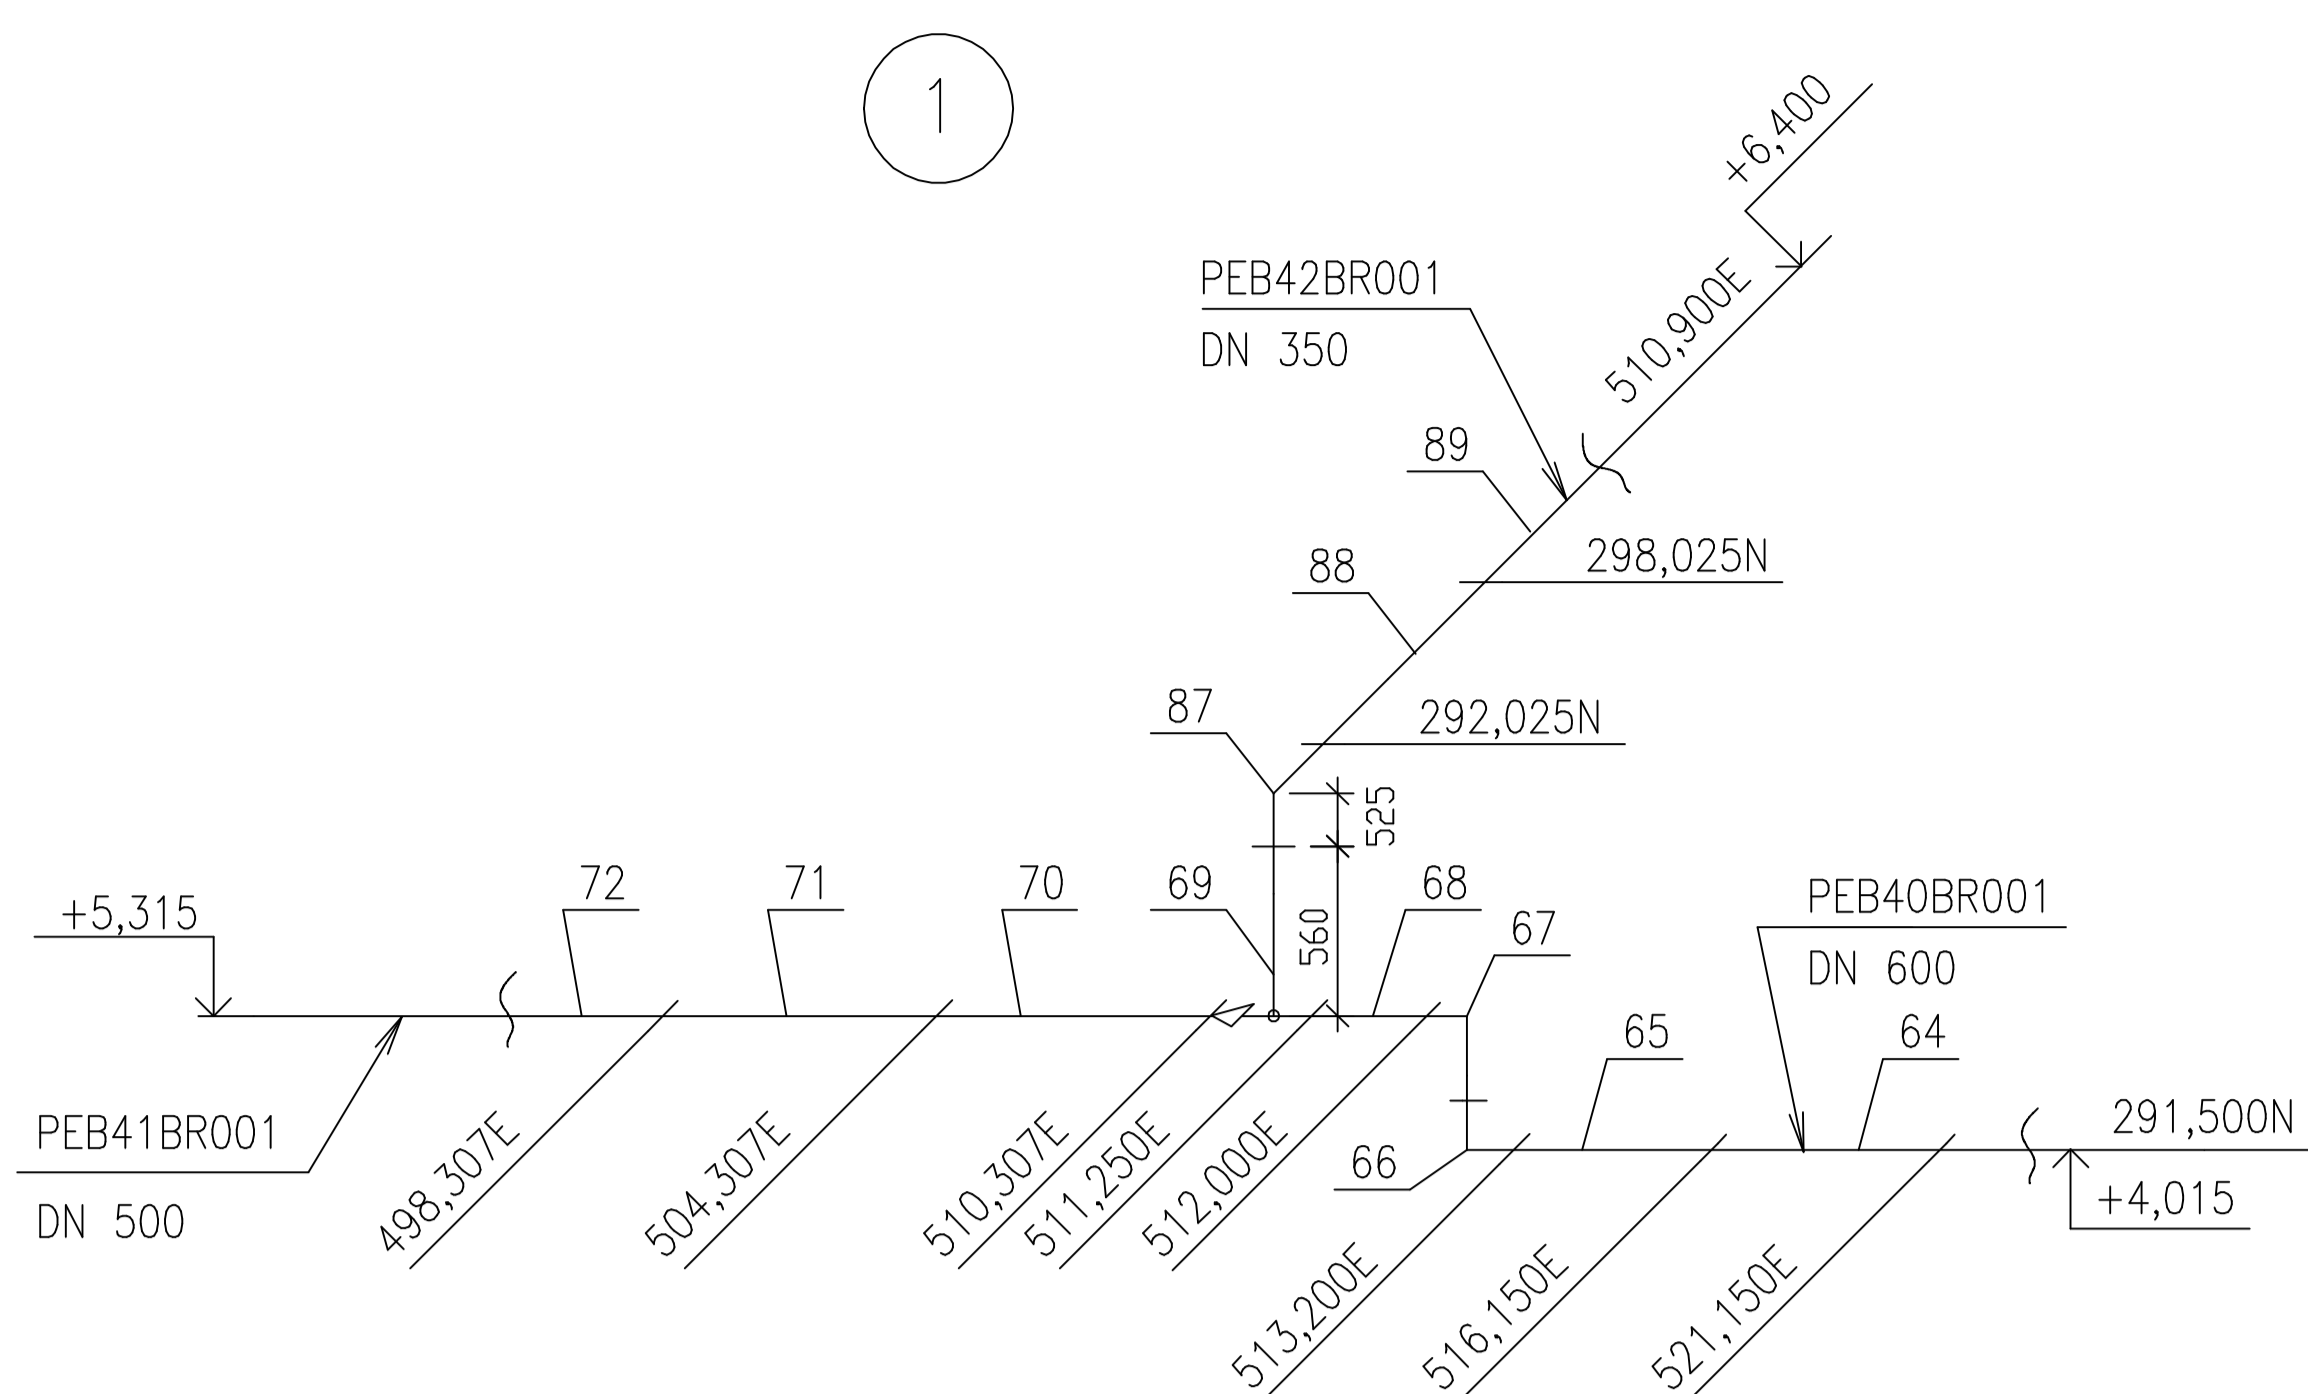 1
+6,400
PEB42BR001
DN 350
510,900E
89
298,025N
88
87
292,025N
525
72
71
70
69
68
67
560
+5,315
PEB40BR001
DN 600
65
64
66
291,500N
+4,015
PEB41BR001
DN 500
498,307E
504,307E
510,307E
511,250E
512,000E
513,200E
516,150E
521,150E